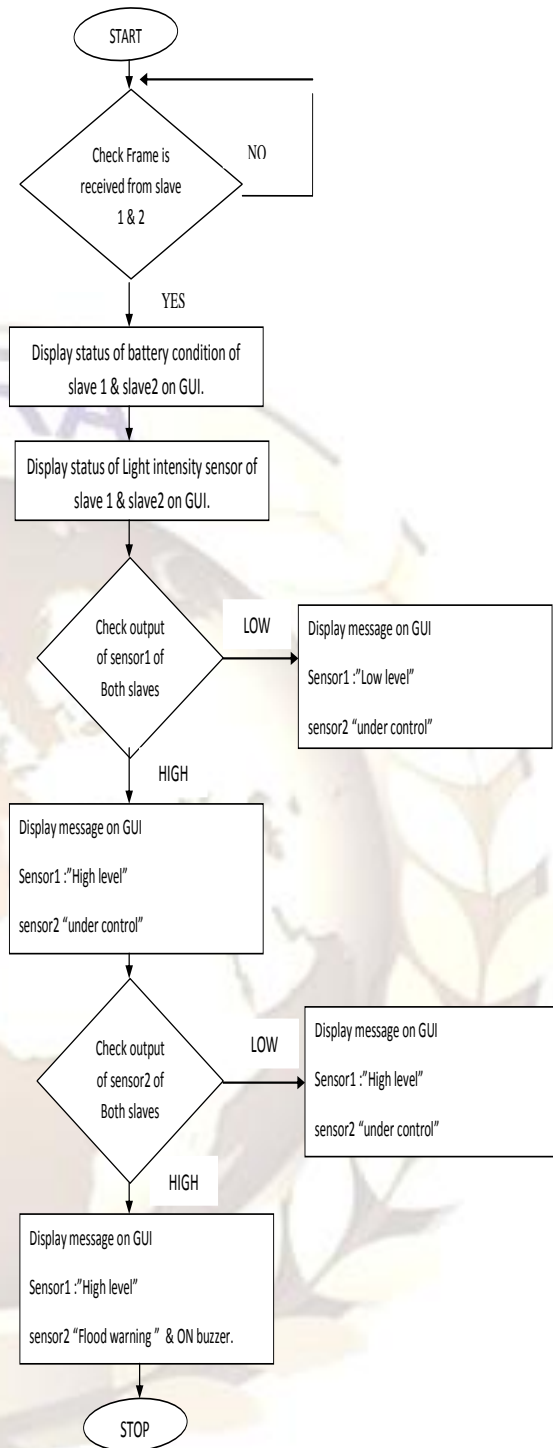 START
Check Frame is
received from slave
1 & 2
NO
YES
Display status of battery condition of
slave 1 & slave2 on GUI.
Display status of Light intensity sensor of
slave 1 & slave2 on GUI.
Check output
of sensor1 of
Both slaves
LOW
Display message on GUI
Sensor1 :"Low level"
sensor2 "under control"
HIGH
Display message on GUI
Sensor1 :"High level"
sensor2 "under control"
Check output
of sensor2 of
Both slaves
LOW
Display message on GUI
Sensor1 :"High level"
sensor2 "under control"
HIGH
Display message on GUI
Sensor1 :"High level"
sensor2 "Flood warning " & ON buzzer.
STOP